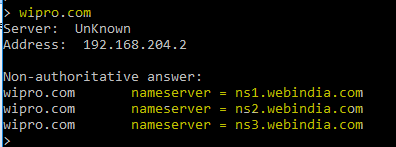 > wipro.com
Server:  UnKnown
Address:  192.168.204.2
Non-authoritative answer:
wipro.com       nameserver = ns1.webindia.com
wipro.com       nameserver = ns2.webindia.com
wipro.com       nameserver = ns3.webindia.com
>